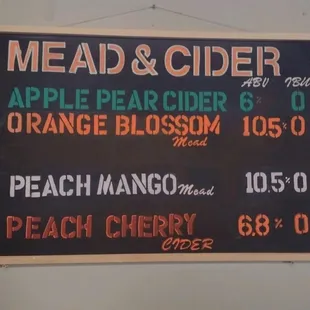 MEAD & CIDER
ABV IBU
APPLE PEAR CIDER 6% 0
ORANGE BLOSSOM 10.5% 0
Mead
PEACH MANGO Mead 10.5% 0
PEACH CHERRY 6.8% 0
CIDER